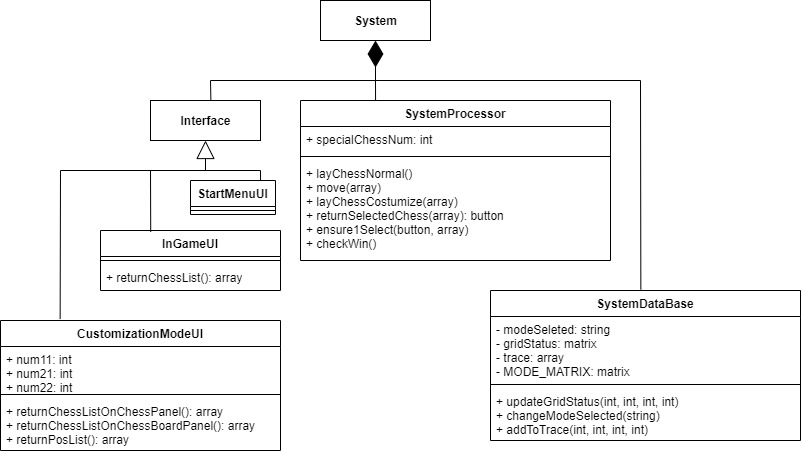 System
Interface
SystemProcessor
+ specialChessNum: int
+ layChessNormal()
+ move(array)
+ layChessCostumize(array)
+ returnSelectedChess(array): button
+ ensure1Select(button, array)
+ checkWin()
StartMenuUI
InGameUI
+ returnChessList(): array
CustomizationModeUI
+ num11: int
+ num21: int
+ num22: int
+ returnChessListOnChessPanel(): array
+ returnChessListOnChessBoardPanel(): array
+ returnPosList(): array
SystemDataBase
- modeSeleted: string
- gridStatus: matrix
- trace: array
- MODE_MATRIX: matrix
+ updateGridStatus(int, int, int, int)
+ changeModeSelected(string)
+ addToTrace(int, int, int, int)